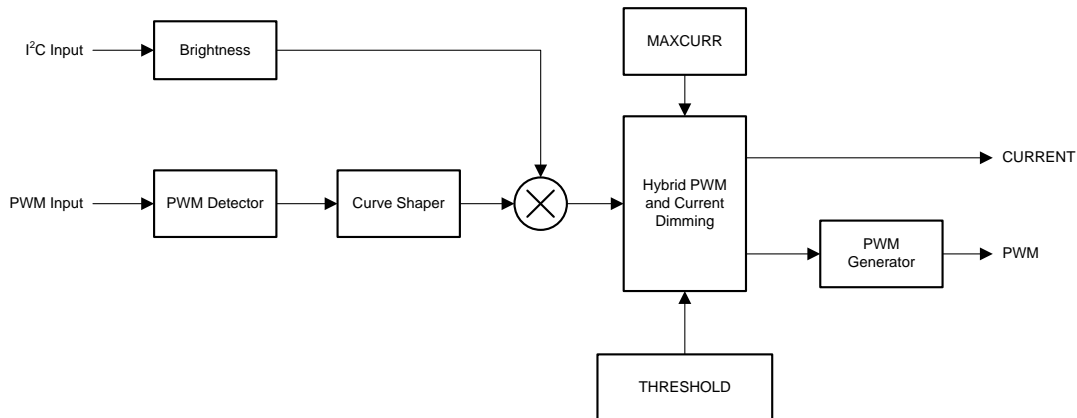 MAXCURR
I²C Input
Brightness
CURRENT
Hybrid PWM
and Current
Dimming
PWM Input
PWM Detector
Curve Shaper
PWM
Generator
PWM
THRESHOLD